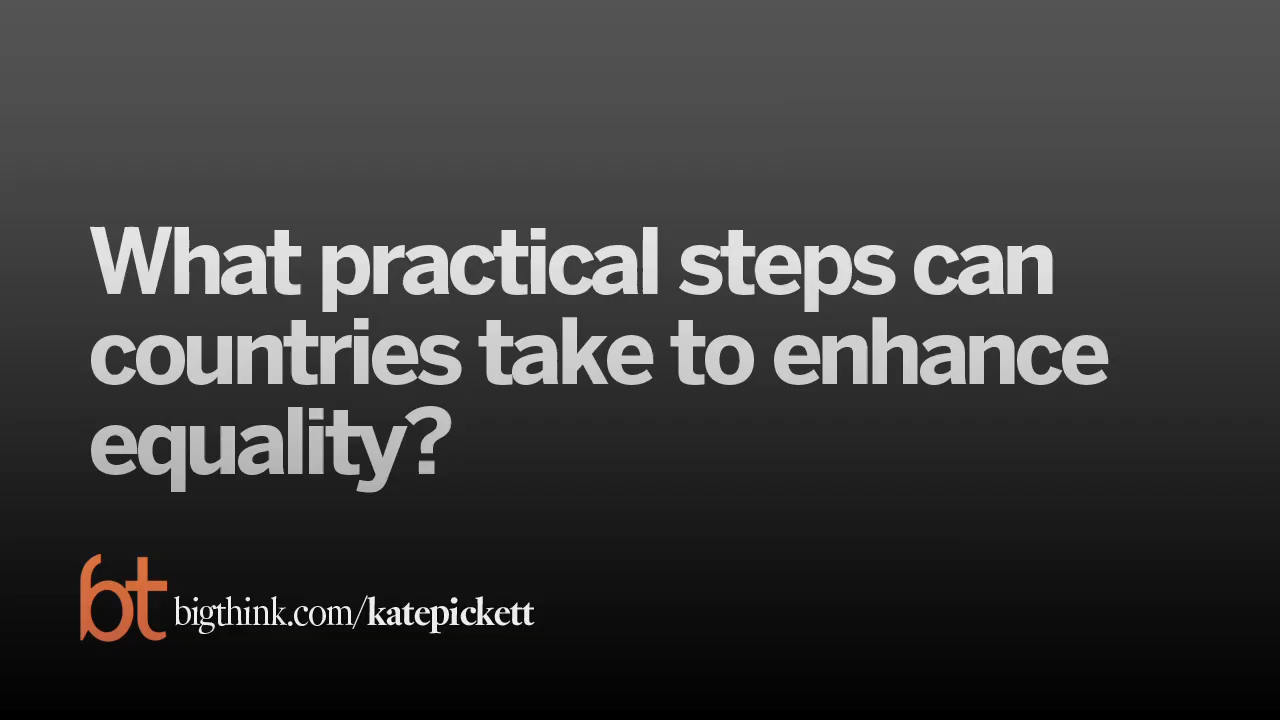 What practical steps can
countries take to enhance
equality?
bt bigthink.com/katepickett